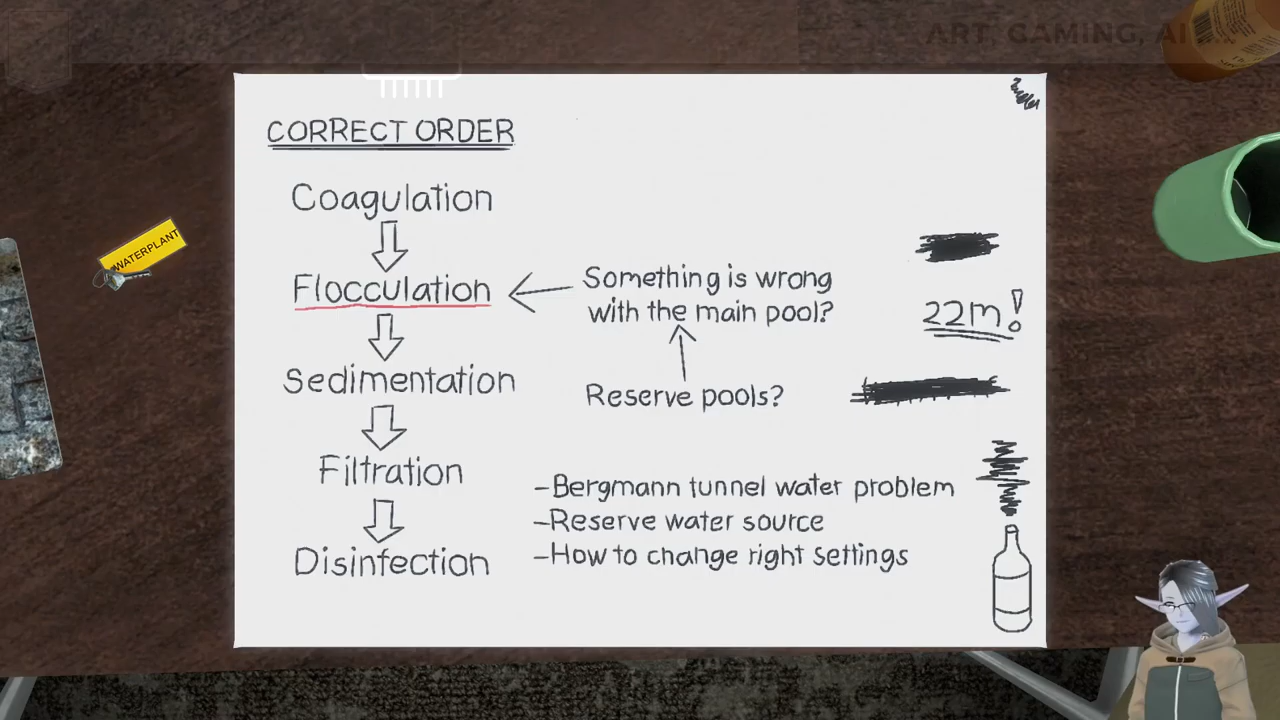 ART, GAMING, AI
CORRECT ORDER
Coagulation
Flocculation
Something is wrong
with the main pool?
22m!
Sedimentation
Reserve pools?
Filtration
-Bergmann tunnel water problem
-Reserve water source
-How to change right settings
Disinfection
WATERPLANT